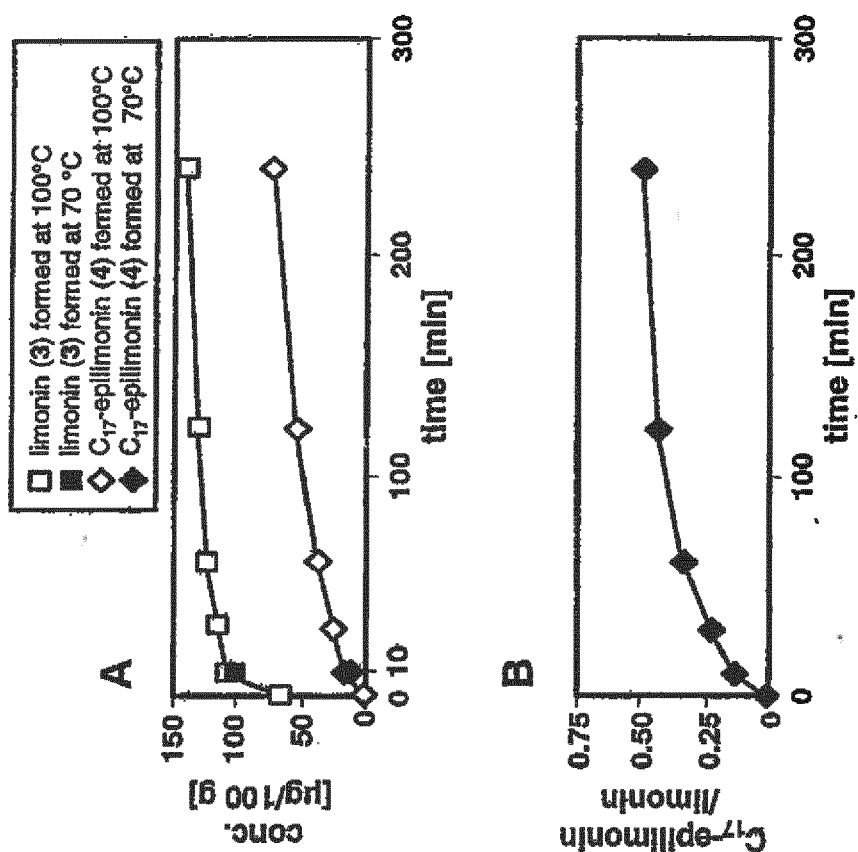 □ limonin (3) formed at 100°C
■ limonin (3) formed at 70 °C
◇ C₁₇-epilimonin (4) formed at 100°C
◆ C₁₇-epilimonin (4) formed at 70°C
A
150
100
50
0
conc.
[µg/100 g]
0 10 100 200 300
time [min]
B
0.75
0.50
0.25
0
C₁₇-epilimonin
/limonin
0 100 200 300
time [min]